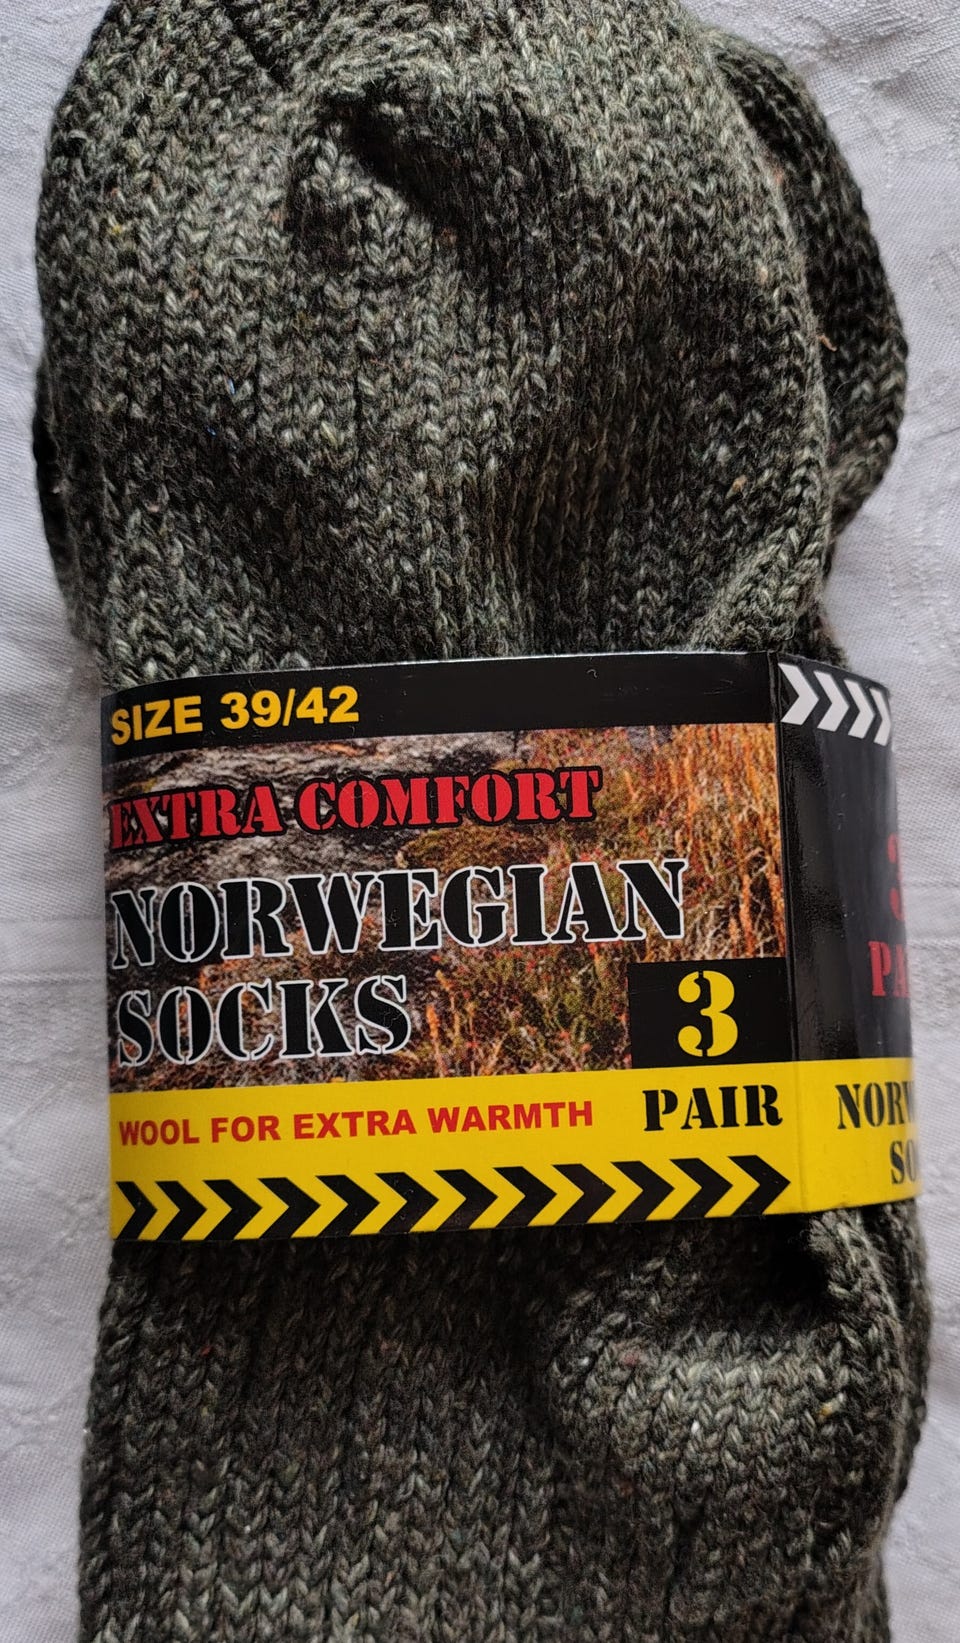 SIZE 39/42
EXTRA COMFORT
NORWEGIAN
SOCKS
3
PAIR
WOOL FOR EXTRA WARMTH